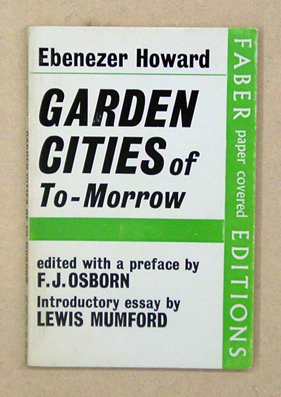 Ebenezer Howard
GARDEN
CITIES of
To-Morrow
edited with a preface by
F.J.OSBORN
Introductory essay by
LEWIS MUMFORD
FABER paper covered EDITIONS